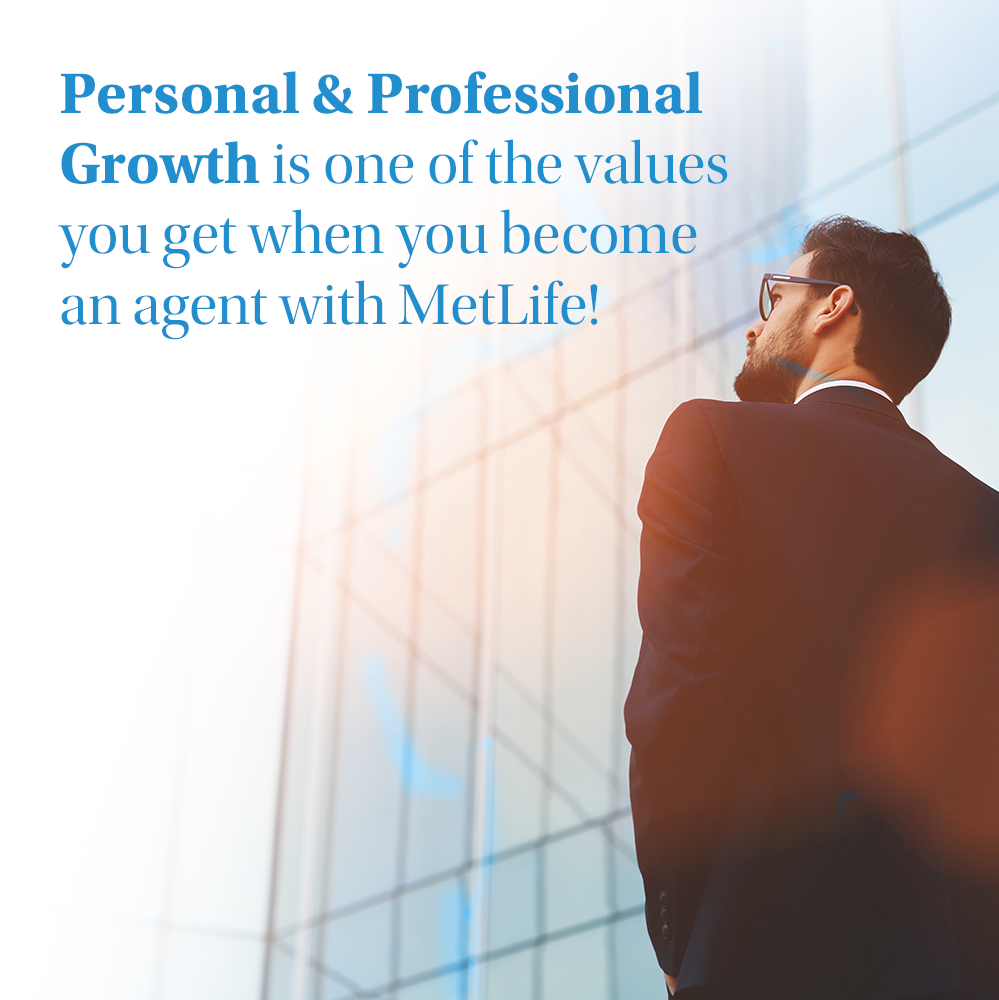 Personal & Professional
Growth is one of the values
you get when you become
an agent with MetLife!